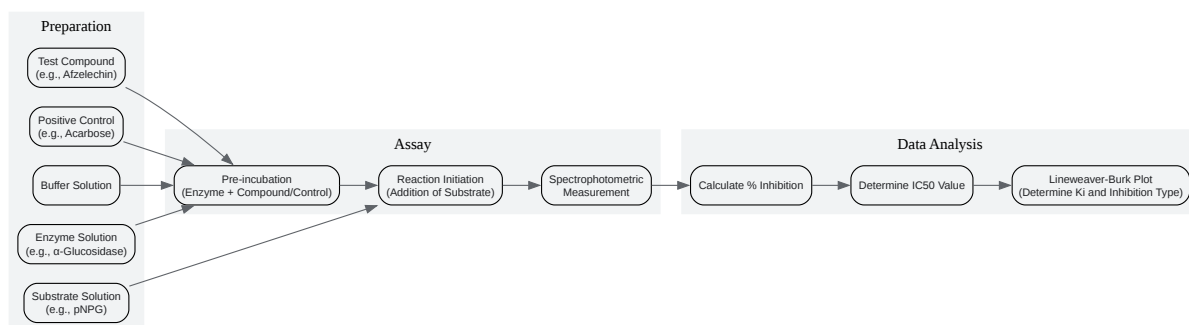 Preparation
Test Compound
(e.g., Afzelechin)
Positive Control
(e.g., Acarbose)
Buffer Solution
Enzyme Solution
(e.g., α-Glucosidase)
Substrate Solution
(e.g., pNPG)
Assay
Pre-incubation
(Enzyme + Compound/Control)
Reaction Initiation
(Addition of Substrate)
Spectrophotometric
Measurement
Data Analysis
Calculate % Inhibition
Determine IC50 Value
Lineweaver-Burk Plot
(Determine Ki and Inhibition Type)